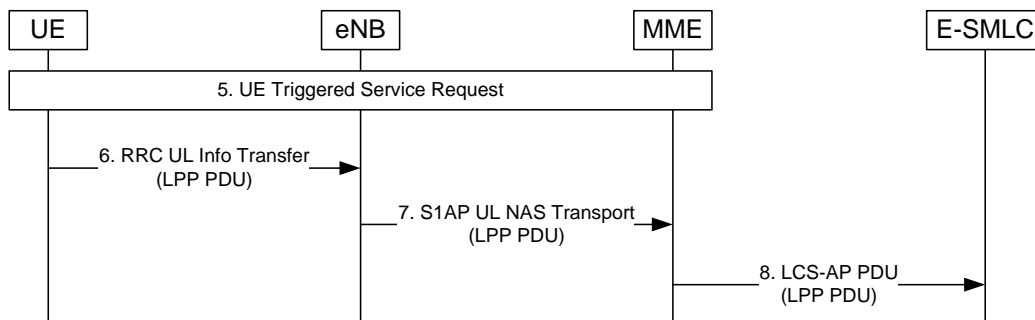 UE
eNB
MME
E-SMLC
5. UE Triggered Service Request
6. RRC UL Info Transfer
(LPP PDU)
7. S1AP UL NAS Transport
(LPP PDU)
8. LCS-AP PDU
(LPP PDU)